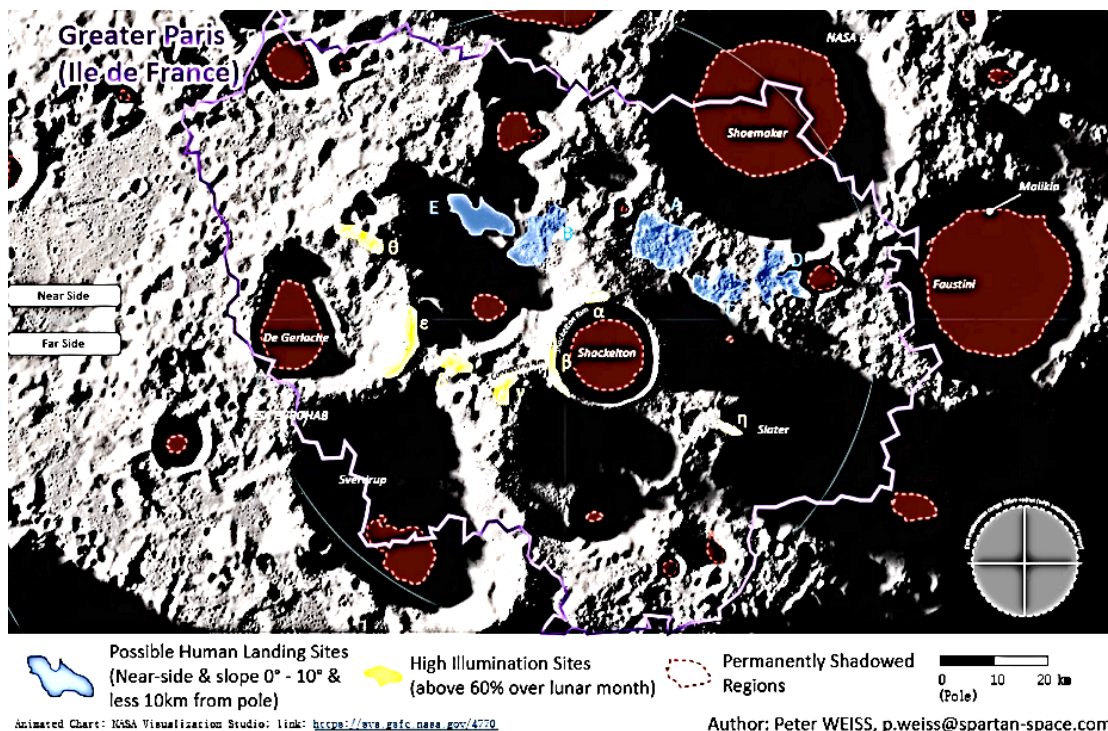 Greater Paris
(Ile de France)
Shoemaker
Malikin
E
B
A
D
θ
Near Side
Faustini
ε
α
Far Side
De Gerlache
Shackelton
β
Connecting Rim
γ
η
Slater
Sverdrup
Possible Human Landing Sites
(Near-side & slope 0° - 10° &
less 10km from pole)
High Illumination Sites
(above 60% over lunar month)
Permanently Shadowed
Regions
0 10 20 km
(Pole)
Animated Chart: NASA Visualization Studio; link: https://svs.gsfc.nasa.gov/4770
Author: Peter WEISS, p.weiss@spartan-space.com